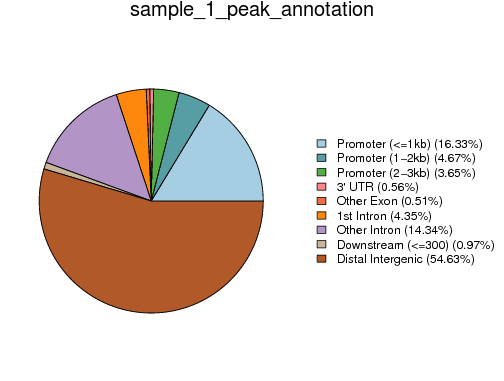 sample_1_peak_annotation
Promoter (<=1kb) (16.33%)
Promoter (1−2kb) (4.67%)
Promoter (2−3kb) (3.65%)
3' UTR (0.56%)
Other Exon (0.51%)
1st Intron (4.35%)
Other Intron (14.34%)
Downstream (<=300) (0.97%)
Distal Intergenic (54.63%)